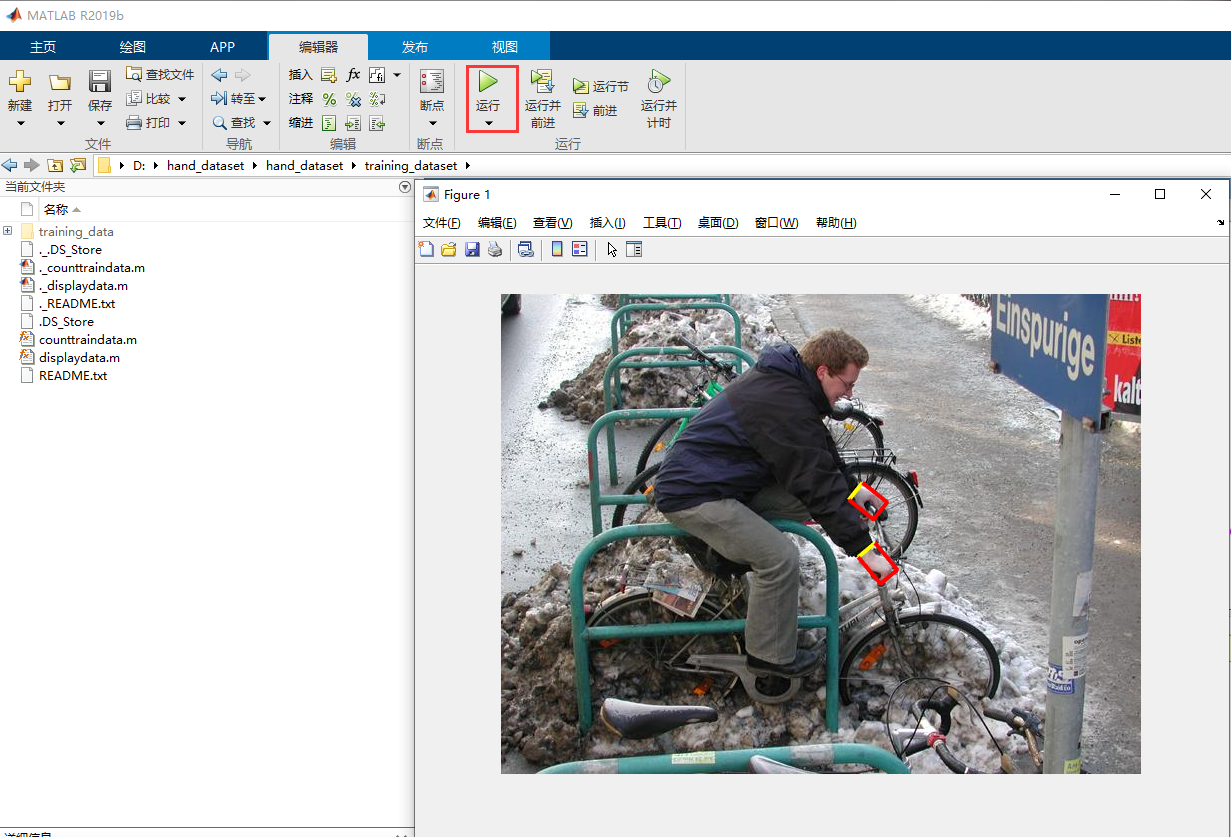 MATLAB R2019b
主页 绘图 APP 编辑器 发布 视图
新建 打开 保存 查找文件 比较 打印
文件
转至 查找
导航
插入 fx
注释 %
缩进
编辑
断点
断点
运行 运行并前进 运行节 前进 运行并计时
运行
D: hand_dataset hand_dataset training_dataset
当前文件夹
名称
training_data
._.DS_Store
._counttraindata.m
._displaydata.m
._README.txt
.DS_Store
counttraindata.m
displaydata.m
README.txt
详细信息
Figure 1
文件(F) 编辑(E) 查看(V) 插入(I) 工具(T) 桌面(D) 窗口(W) 帮助(H)
Einspurige
Liste
kalt